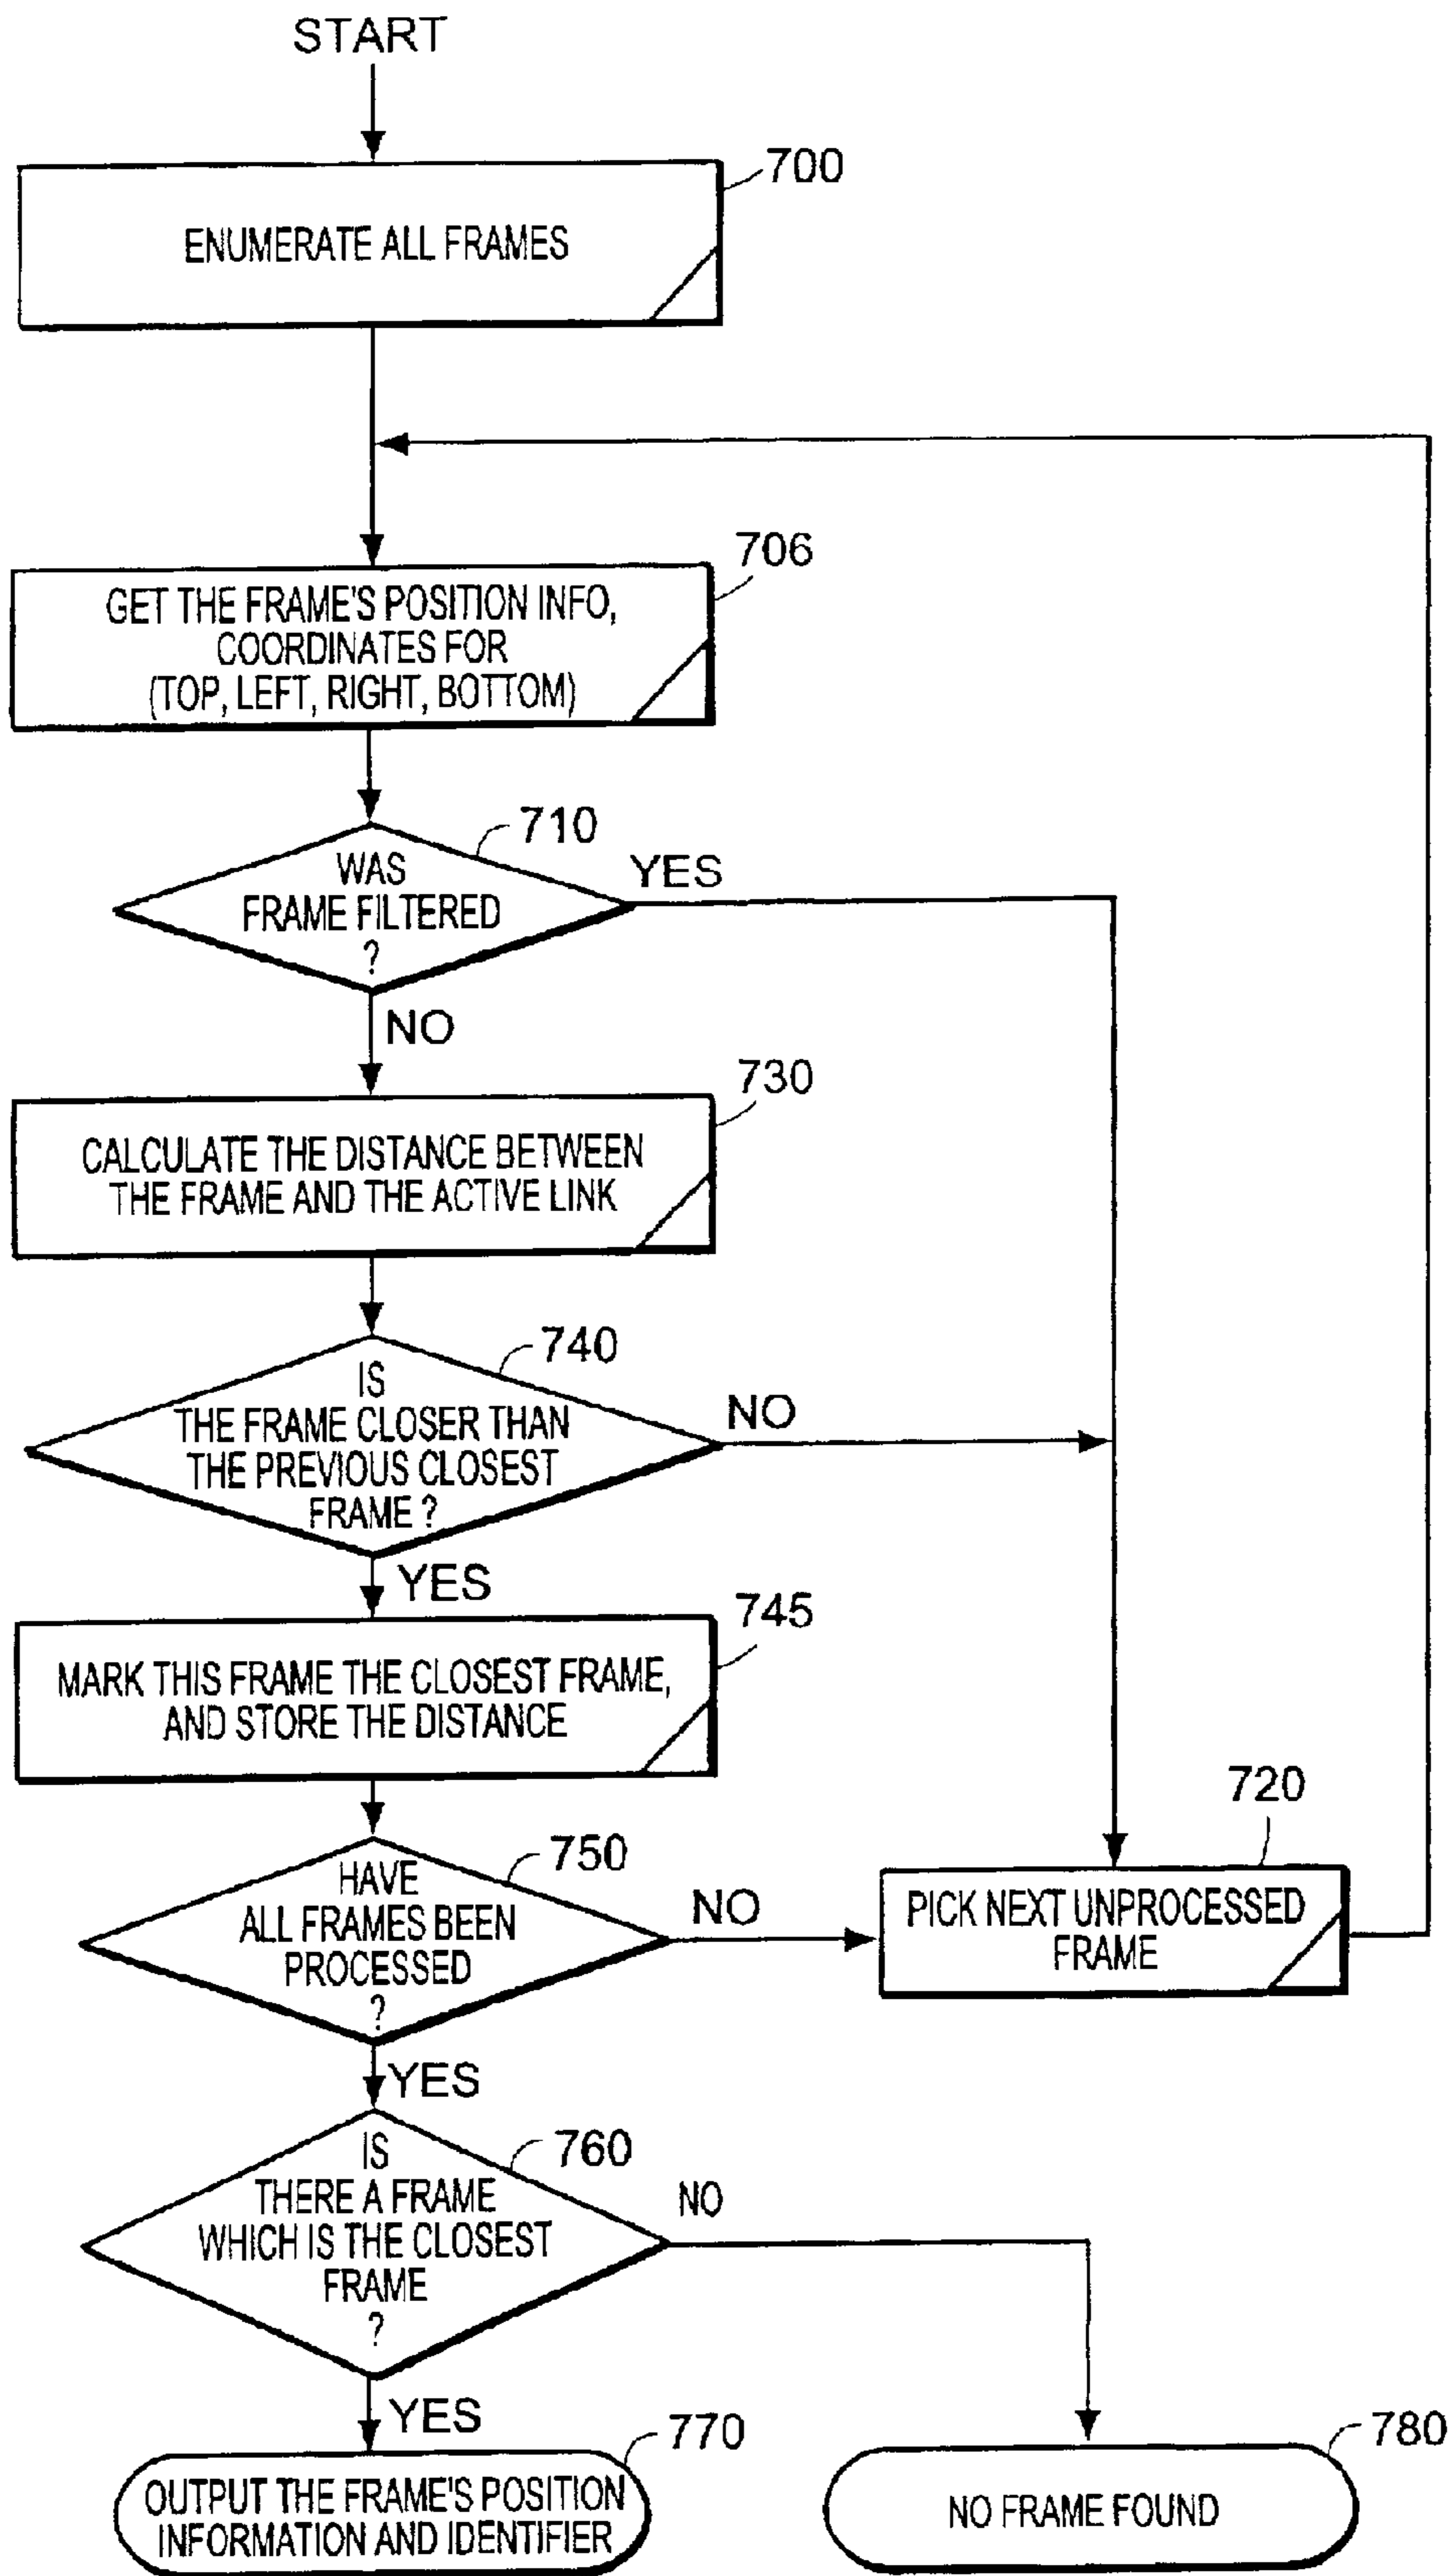 START
700
ENUMERATE ALL FRAMES
706
GET THE FRAME'S POSITION INFO,
COORDINATES FOR
(TOP, LEFT, RIGHT, BOTTOM)
710
WAS
FRAME FILTERED
?
YES
NO
730
CALCULATE THE DISTANCE BETWEEN
THE FRAME AND THE ACTIVE LINK
740
IS
THE FRAME CLOSER THAN
THE PREVIOUS CLOSEST
FRAME ?
NO
YES
745
MARK THIS FRAME THE CLOSEST FRAME,
AND STORE THE DISTANCE
750
HAVE
ALL FRAMES BEEN
PROCESSED
?
NO
720
PICK NEXT UNPROCESSED
FRAME
YES
760
IS
THERE A FRAME
WHICH IS THE CLOSEST
FRAME
?
NO
YES
770
OUTPUT THE FRAME'S POSITION
INFORMATION AND IDENTIFIER
780
NO FRAME FOUND